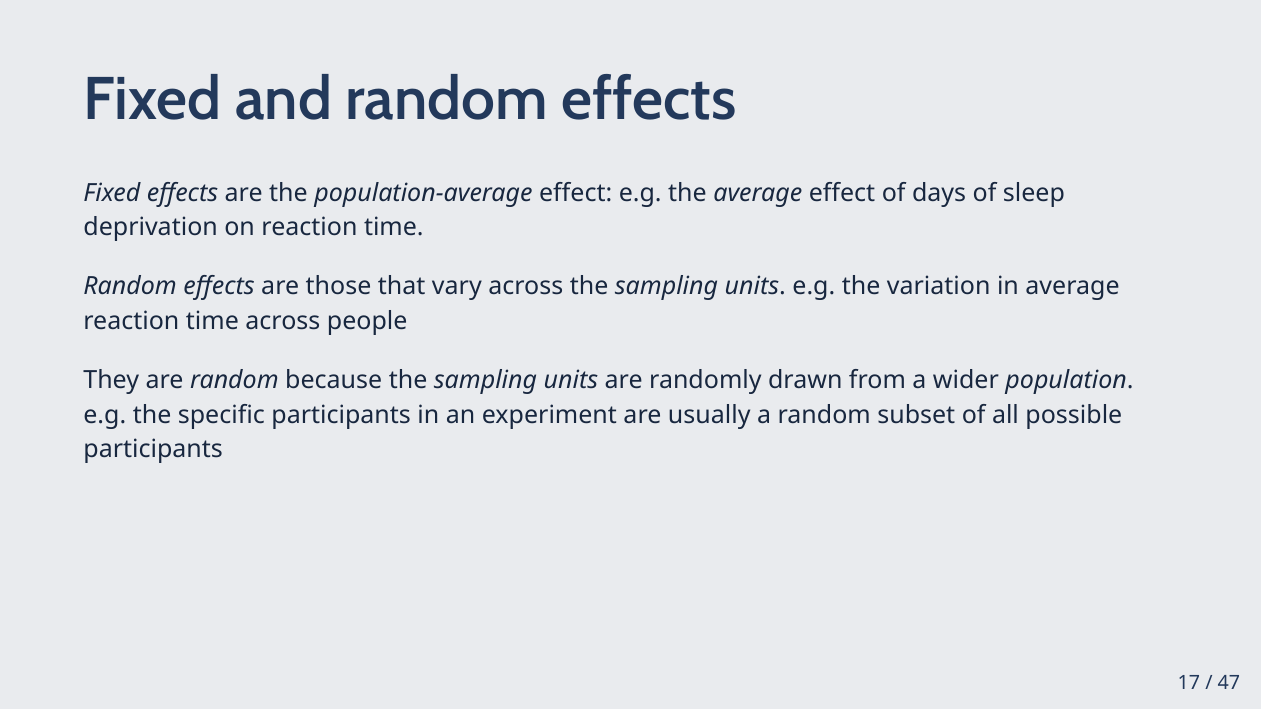 Fixed and random effects
Fixed effects are the population-average effect: e.g. the average effect of days of sleep
deprivation on reaction time.
Random effects are those that vary across the sampling units. e.g. the variation in average
reaction time across people
They are random because the sampling units are randomly drawn from a wider population.
e.g. the specific participants in an experiment are usually a random subset of all possible
participants
17 / 47